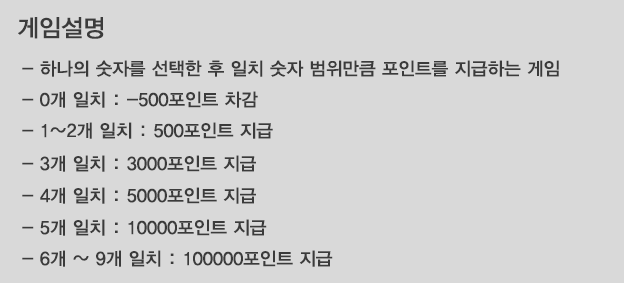 게임설명
- 하나의 숫자를 선택한 후 일치 숫자 범위만큼 포인트를 지급하는 게임
- 0개 일치 : -500포인트 차감
- 1~2개 일치 : 500포인트 지급
- 3개 일치 : 3000포인트 지급
- 4개 일치 : 5000포인트 지급
- 5개 일치 : 10000포인트 지급
- 6개 ~ 9개 일치 : 100000포인트 지급